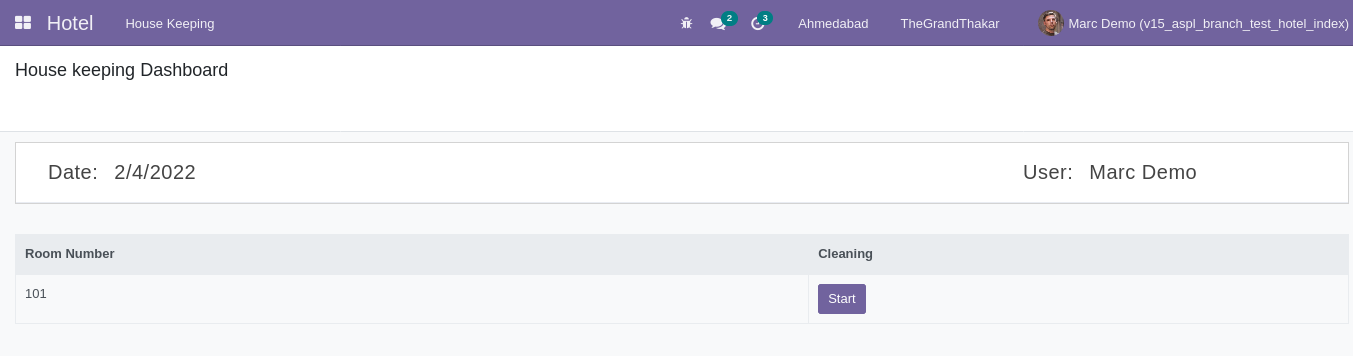 Hotel House Keeping 2 3 Ahmedabad TheGrandThakar Marc Demo (v15_aspl_branch_test_hotel_index)
House keeping Dashboard
Date: 2/4/2022 User: Marc Demo
Room Number Cleaning
101 Start